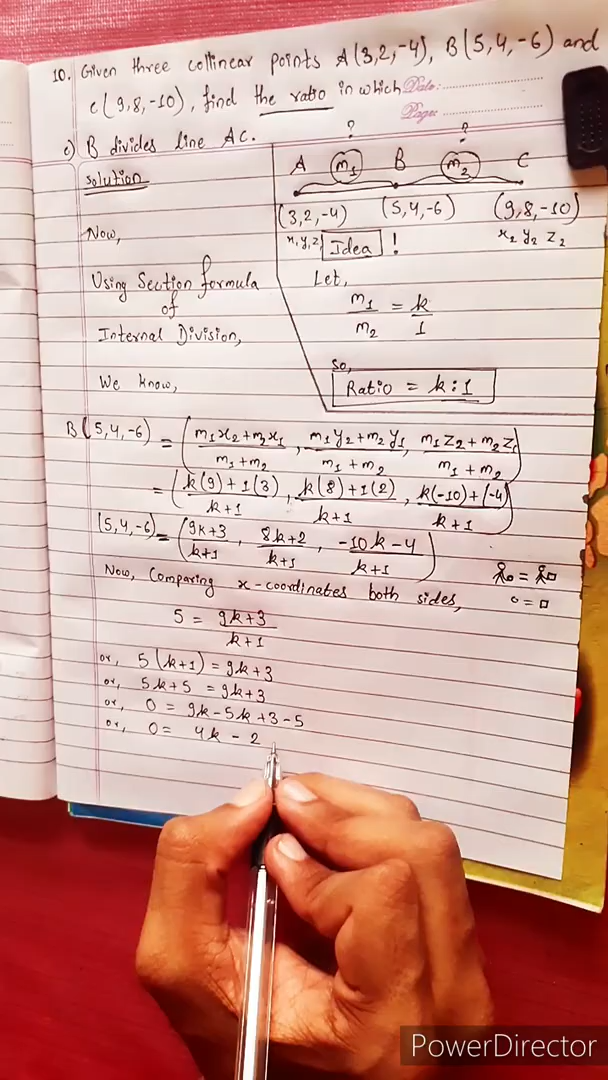 10. Given three collinear points A(3,2,-4), B(5,4,-6) and
C(9,8,-10), find the ratio in which
Date:
Page:
c) B divides line AC.
Solution
? ?
A m₁ B m₂ C
(3,2,-4) (5,4,-6) (9,8,-10)
x₁y₁z₁ x₂ y₂ z₂
Idea !
Let,
m₁/m₂ = k/1
So,
Ratio = k:1
Now,
Using Section formula
of
Internal Division,
We know,
B(5,4,-6) = ((m₁x₂+m₂x₁)/(m₁+m₂), (m₁y₂+m₂y₁)/(m₁+m₂), (m₁z₂+m₂z₁)/(m₁+m₂))
= ((k(9)+1(3))/(k+1), (k(8)+1(2))/(k+1), (k(-10)+(-4))/(k+1))
(5,4,-6) = ((9k+3)/(k+1), (8k+2)/(k+1), (-10k-4)/(k+1))
Now, Comparing x-coordinates both sides,
5 = (9k+3)/(k+1)
or, 5(k+1) = 9k+3
or, 5k+5 = 9k+3
or, 0 = 9k-5k+3-5
or, 0 = 4k-2
PowerDirector